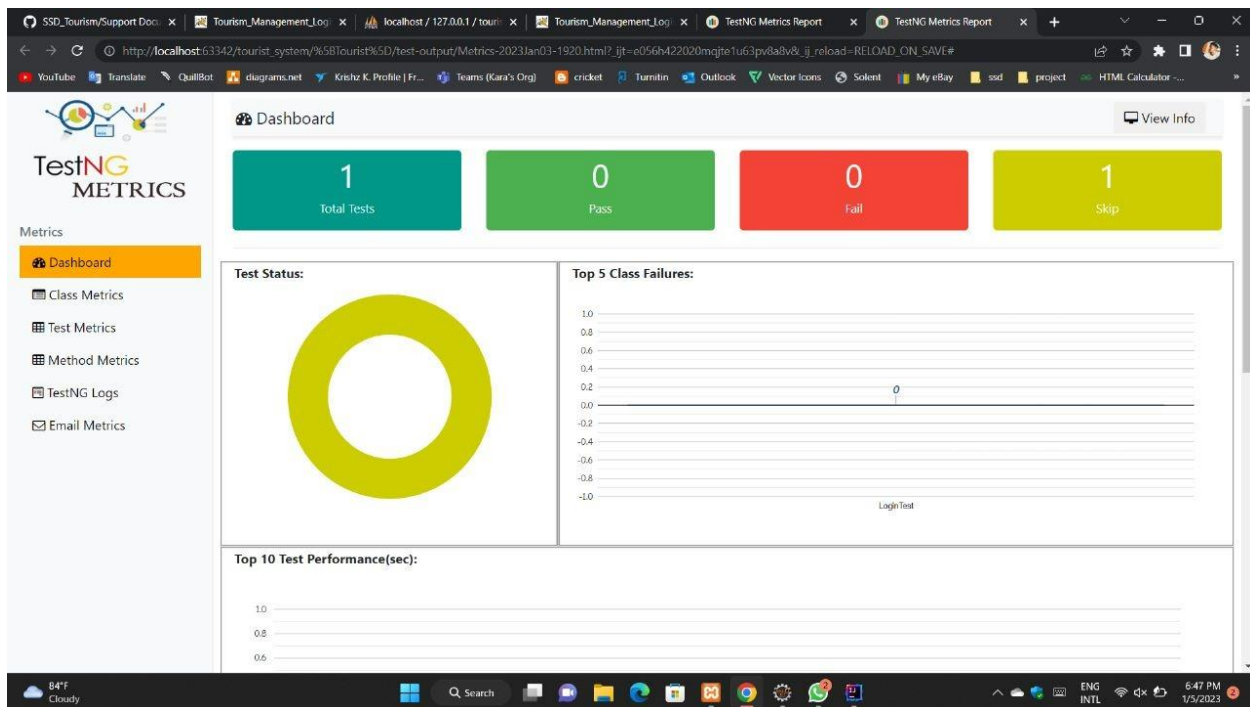 SSD_Tourism/Support Doc
Tourism_Management_Logi
localhost / 127.0.0.1 / touris
Tourism_Management_Logi
TestNG Metrics Report
TestNG Metrics Report
http://localhost:63342/tourist_system/%5BTourist%5D/test-output/Metrics-2023Jan03-1920.html?_ijt=e056h422020mqjte1u63pv8a8v&_ij_reload=RELOAD_ON_SAVE#
YouTube
Translate
QuillBot
diagrams.net
Krishz K. Profile | Fr...
Teams (Kara's Org)
cricket
Turnitin
Outlook
Vector Icons
Solent
My eBay
ssd
project
HTML Calculator -...
»
TestNG
METRICS
Metrics
Dashboard
Class Metrics
Test Metrics
Method Metrics
TestNG Logs
Email Metrics
Dashboard
View Info
1
Total Tests
0
Pass
0
Fail
1
Skip
Test Status:
Top 5 Class Failures:
1.0
0.8
0.6
0.4
0.2
0.0
-0.2
-0.4
-0.6
-0.8
-1.0
0
LoginTest
Top 10 Test Performance(sec):
1.0
0.8
0.6
84°F
Cloudy
Search
2
ENG
INTL
6:47 PM
1/5/2023
2